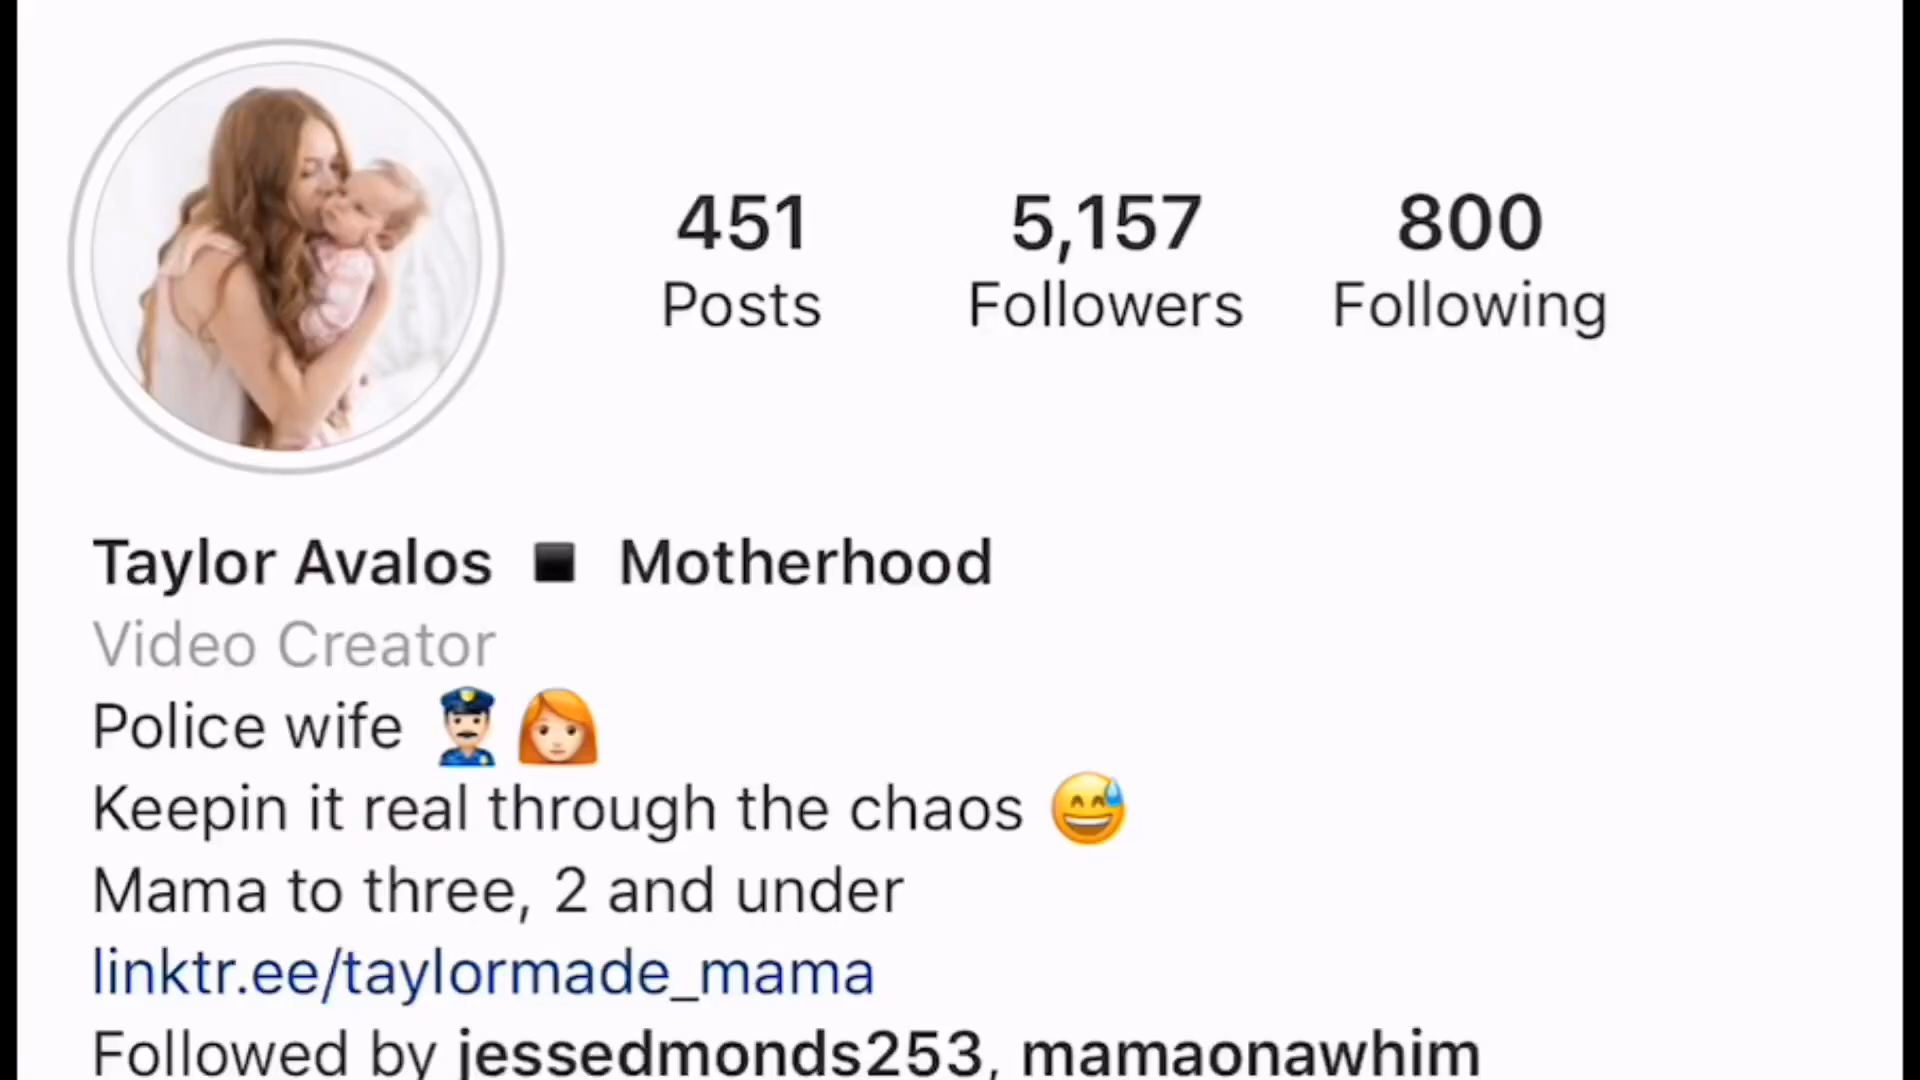 451 5,157 800
Posts Followers Following
Taylor Avalos ▪️ Motherhood
Video Creator
Police wife 👮🏻‍♂️👩🏻‍🦰
Keepin it real through the chaos 😅
Mama to three, 2 and under
linktr.ee/taylormade_mama
Followed by jessedmonds253, mamaonawhim